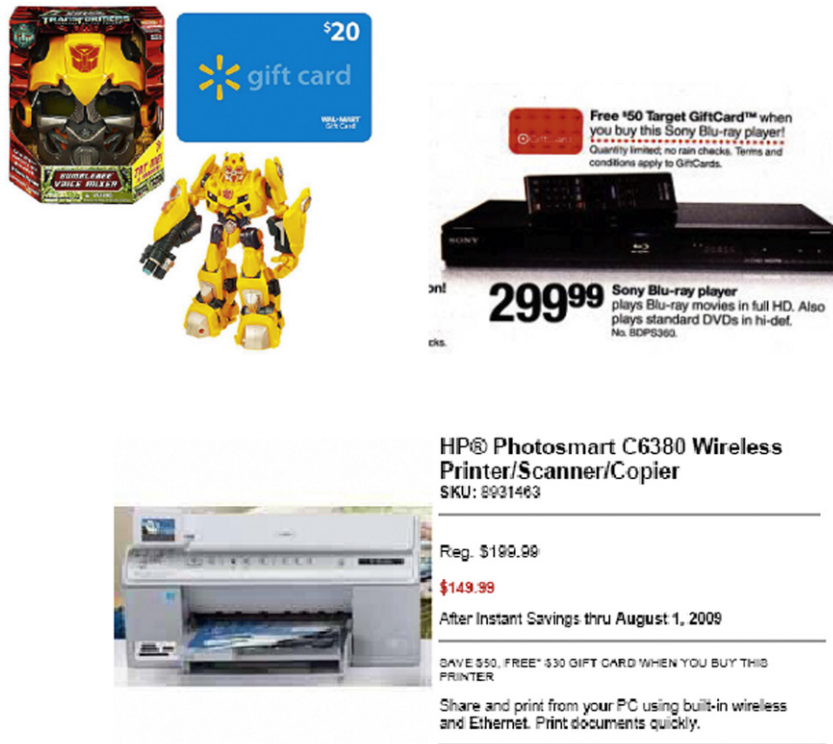 TRANSFORMERS
BUMBLEBEE
VOICE MIXER
$20
gift card
WAL-MART
Gift Card
Free $50 Target GiftCard™ when
you buy this Sony Blu-ray player!
Quantity limited; no rain checks. Terms and
conditions apply to GiftCards.
GiftCard
SONY
on!
29999
Sony Blu-ray player
plays Blu-ray movies in full HD. Also
plays standard DVDs in hi-def.
No. BDPS360.
cks.
HP® Photosmart C6380 Wireless
Printer/Scanner/Copier
SKU: 8931463
Reg. $199.99
$149.99
After Instant Savings thru August 1, 2009
SAVE $50, FREE* $30 GIFT CARD WHEN YOU BUY THIS
PRINTER
Share and print from your PC using built-in wireless
and Ethernet. Print documents quickly.